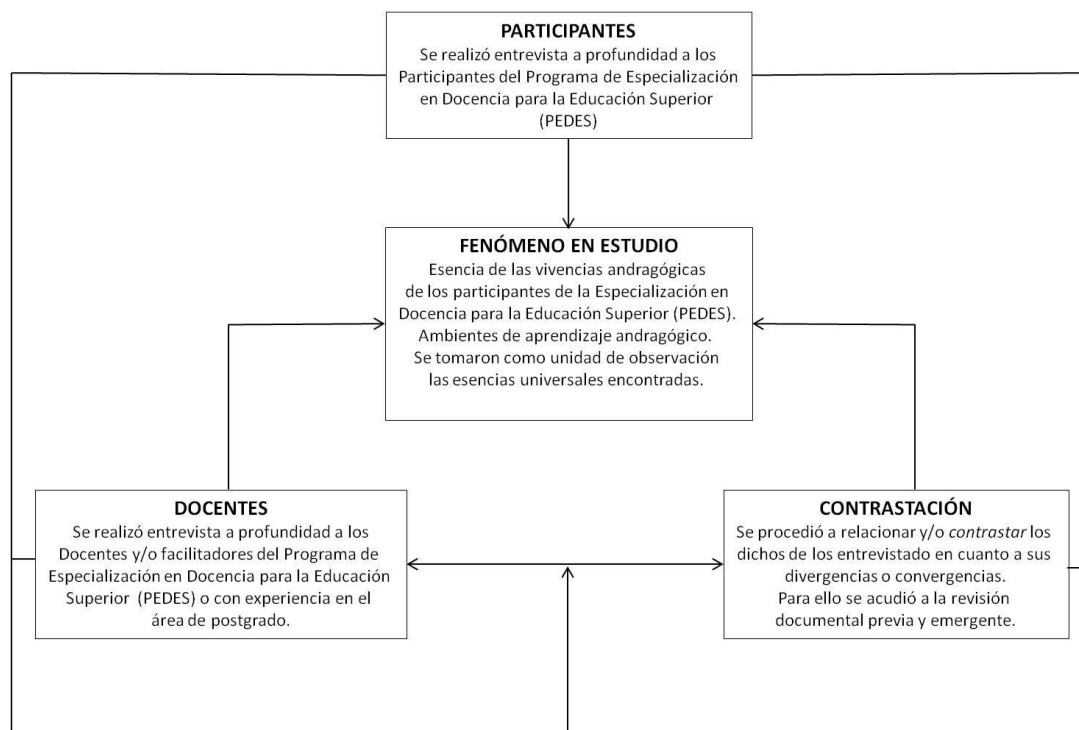 PARTICIPANTES
Se realizó entrevista a profundidad a los
Participantes del Programa de Especialización
en Docencia para la Educación Superior
(PEDES)
FENÓMENO EN ESTUDIO
Esencia de las vivencias andragógicas
de los participantes de la Especialización en
Docencia para la Educación Superior (PEDES).
Ambientes de aprendizaje andragógico.
Se tomaron como unidad de observación
las esencias universales encontradas.
DOCENTES
Se realizó entrevista a profundidad a los
Docentes y/o facilitadores del Programa de
Especialización en Docencia para la Educación
Superior (PEDES) o con experiencia en el
área de postgrado.
CONTRASTACIÓN
Se procedió a relacionar y/o contrastar los
dichos de los entrevistado en cuanto a sus
divergencias o convergencias.
Para ello se acudió a la revisión
documental previa y emergente.